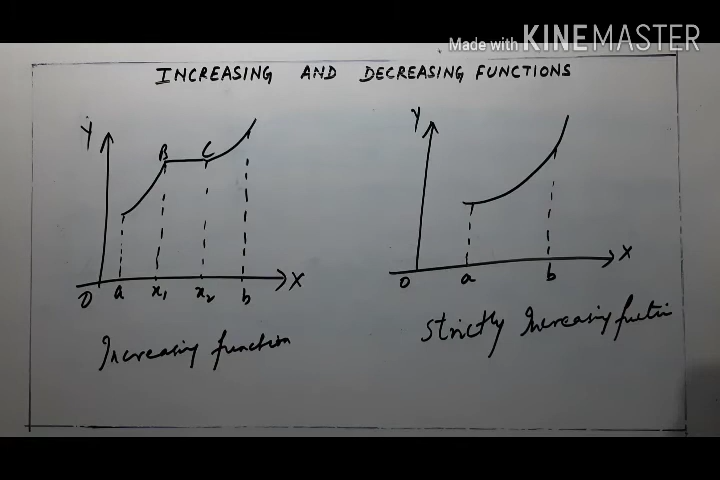 Made with KINEMASTER
INCREASING AND DECREASING FUNCTIONS
Y
B C
O a x₁ x₂ b X
Increasing function
Y
O a b X
Strictly Increasing